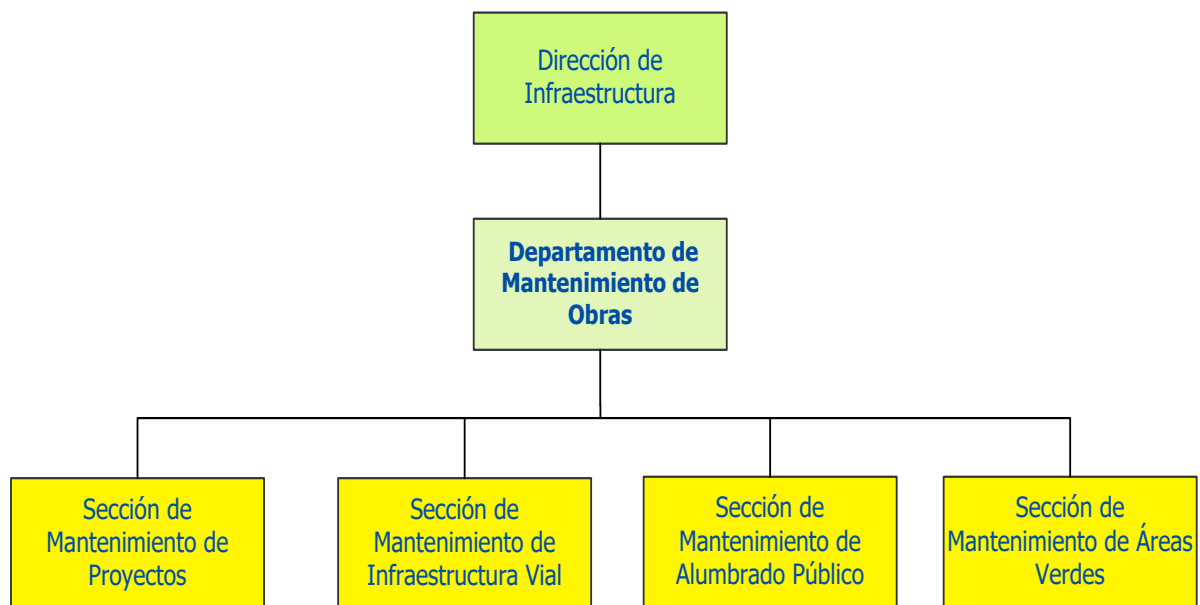 Dirección de
Infraestructura
Departamento de
Mantenimiento de
Obras
Sección de
Mantenimiento de
Proyectos
Sección de
Mantenimiento de
Infraestructura Vial
Sección de
Mantenimiento de
Alumbrado Público
Sección de
Mantenimiento de Áreas
Verdes